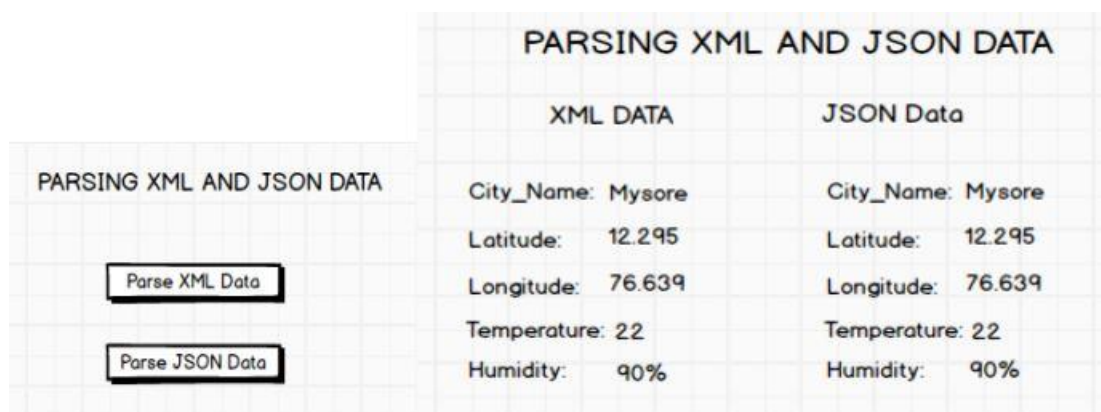 PARSING XML AND JSON DATA
Parse XML Data
Parse JSON Data
PARSING XML AND JSON DATA
XML DATA
City_Name: Mysore
Latitude: 12.295
Longitude: 76.639
Temperature: 22
Humidity: 90%
JSON Data
City_Name: Mysore
Latitude: 12.295
Longitude: 76.639
Temperature: 22
Humidity: 90%